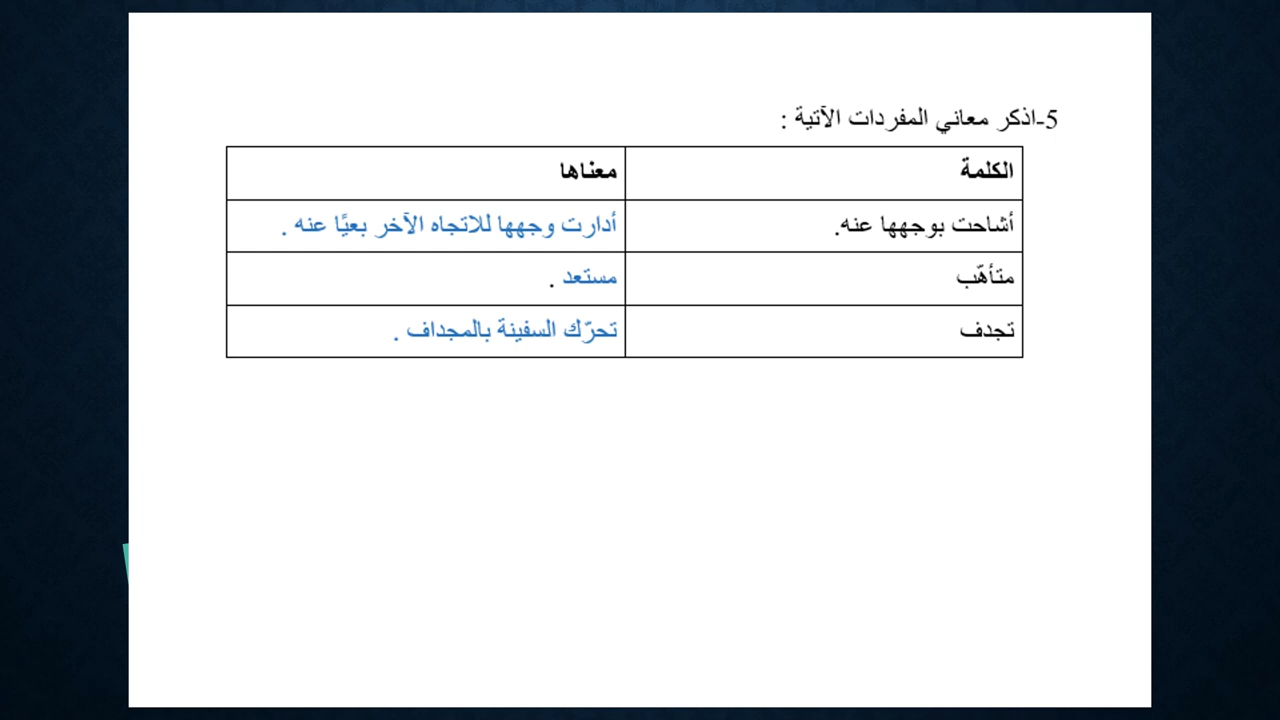 5-اذكر معاني المفردات الآتية :
الكلمة معناها
أشاحت بوجهها عنه. أدارت وجهها للاتجاه الآخر بعيًا عنه .
متأهّب مستعد .
تجدف تحرّك السفينة بالمجداف .